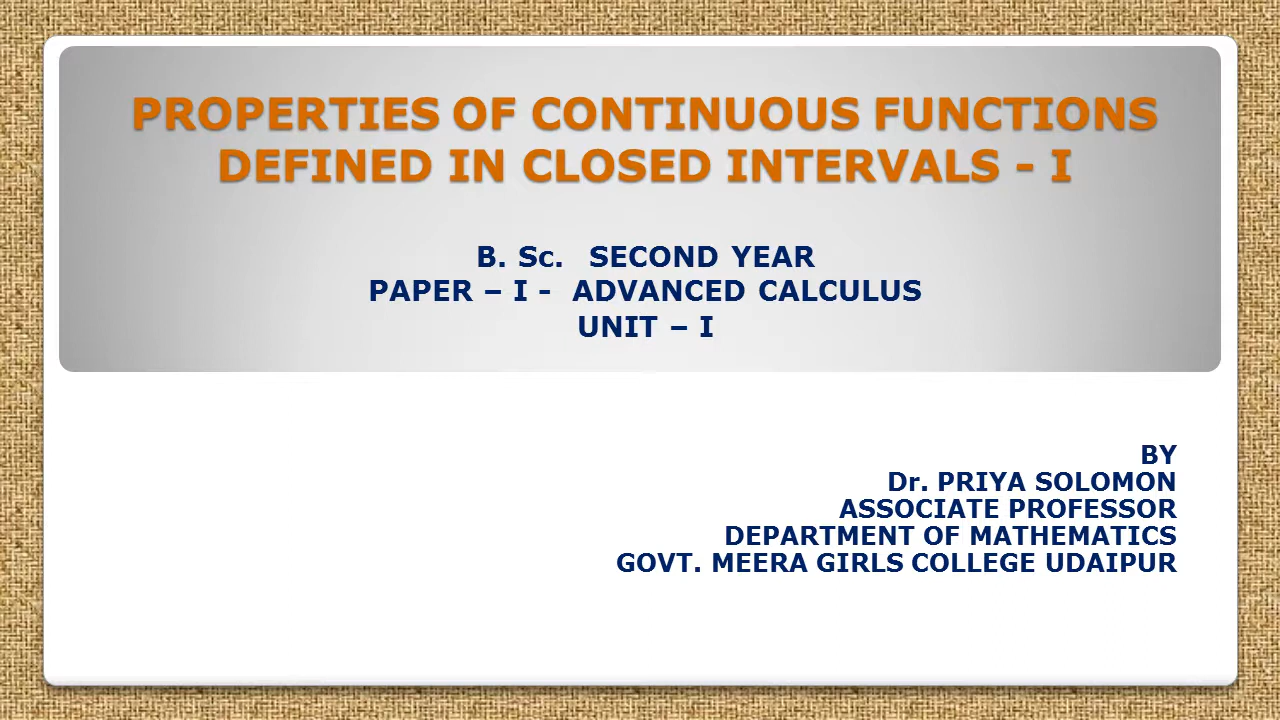 PROPERTIES OF CONTINUOUS FUNCTIONS
DEFINED IN CLOSED INTERVALS - I
B. Sc. SECOND YEAR
PAPER – I - ADVANCED CALCULUS
UNIT – I
BY
Dr. PRIYA SOLOMON
ASSOCIATE PROFESSOR
DEPARTMENT OF MATHEMATICS
GOVT. MEERA GIRLS COLLEGE UDAIPUR